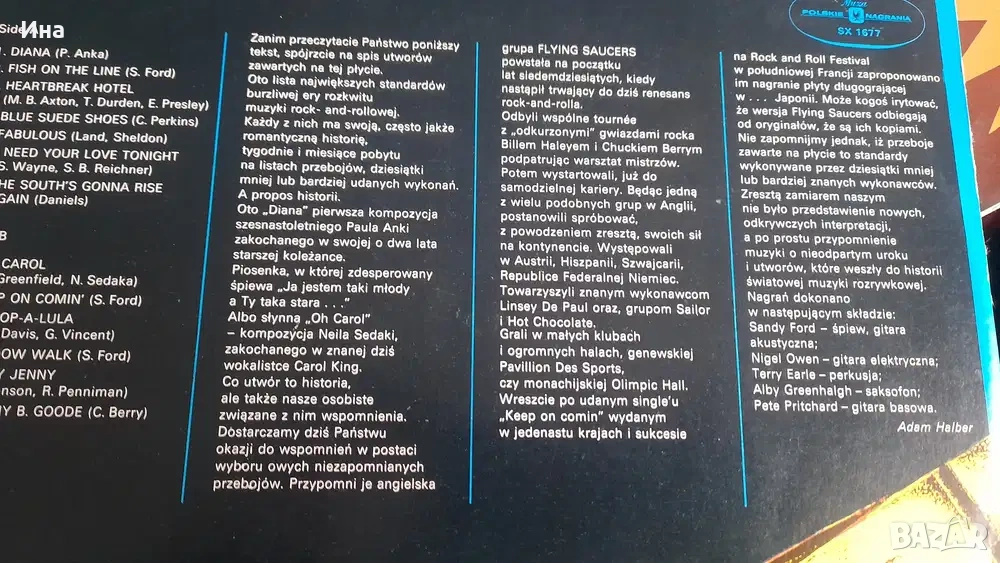 Ина
Side
. DIANA (P. Anka)
. FISH ON THE LINE (S. Ford)
HEARTBREAK HOTEL
(M. B. Axton, T. Durden, E. Presley)
BLUE SUEDE SHOES (C. Perkins)
FABULOUS (Land, Sheldon)
NEED YOUR LOVE TONIGHT
S. Wayne, S. B. Reichner)
HE SOUTH'S GONNA RISE
GAIN (Daniels)
B
CAROL
Greenfield, N. Sedaka)
P ON COMIN' (S. Ford)
OP-A-LULA
Davis, G. Vincent)
OW WALK (S. Ford)
Y JENNY
nson, R. Penniman)
NY B. GOODE (C. Berry)
Zanim przeczytacie Państwo poniższy
tekst, spójrzcie na spis utworów
zawartych na tej płycie.
Oto lista największych standardów
burzliwej ery rozkwitu
muzyki rock- and-rollowej.
Każdy z nich ma swoją, często jakże
romantyczną historię,
tygodnie i miesiące pobytu
na listach przebojów, dziesiątki
mniej lub bardziej udanych wykonań.
A propos historii.
Oto „Diana” pierwsza kompozycja
szesnastoletniego Paula Anki
zakochanego w swojej o dwa lata
starszej koleżance.
Piosenka, w której zdesperowany
śpiewa „Ja jestem taki młody
a Ty taka stara . . .”
Albo słynna „Oh Carol”
– kompozycja Neila Sedaki,
zakochanego w znanej dziś
wokalistce Carol King.
Co utwór to historia,
ale także nasze osobiste
związane z nim wspomnienia.
Dostarczamy dziś Państwu
okazji do wspomnień w postaci
wyboru owych niezapomnianych
przebojów. Przypomni je angielska
grupa FLYING SAUCERS
powstała na początku
lat siedemdziesiątych, kiedy
nastąpił trwający do dziś renesans
rock-and-rolla.
Odbyli wspólne tournée
z „odkurzonymi” gwiazdami rocka
Billem Haleyem i Chuckiem Berrym
podpatrując warsztat mistrzów.
Potem wystartowali, już do
samodzielnej kariery. Będąc jedną
z wielu podobnych grup w Anglii,
postanowili spróbować,
z powodzeniem zresztą, swoich sił
na kontynencie. Występowali
w Austrii, Hiszpanii, Szwajcarii,
Republice Federalnej Niemiec.
Towarzyszyli znanym wykonawcom
Linsey De Paul oraz, grupom Sailor
i Hot Chocolate.
Grali w małych klubach
i ogromnych halach, genewskiej
Pavillion Des Sports,
czy monachijskiej Olimpic Hall.
Wreszcie po udanym single'u
„Keep on comin” wydanym
w jedenastu krajach i sukcesie
Muza
POLSKIE NAGRANIA
SX 1677
na Rock and Roll Festival
w południowej Francji zaproponowano
im nagranie płyty długogrającej
w . . . Japonii. Może kogoś irytować,
że wersja Flying Saucers odbiegają
od oryginałów, że są ich kopiami.
Nie zapomnijmy jednak, iż przeboje
zawarte na płycie to standardy
wykonywane przez dziesiątki mniej
lub bardziej znanych wykonawców.
Zresztą zamiarem naszym
nie było przedstawienie nowych,
odkrywczych interpretacji,
a po prostu przypomnienie
muzyki o nieodpartym uroku
i utworów, które weszły do historii
światowej muzyki rozrywkowej.
Nagrań dokonano
w następującym składzie:
Sandy Ford – śpiew, gitara
akustyczna;
Nigel Owen – gitara elektryczna;
Terry Earle – perkusja;
Alby Greenhalgh – saksofon;
Pete Pritchard – gitara basowa.
Adam Halber
BAZAR